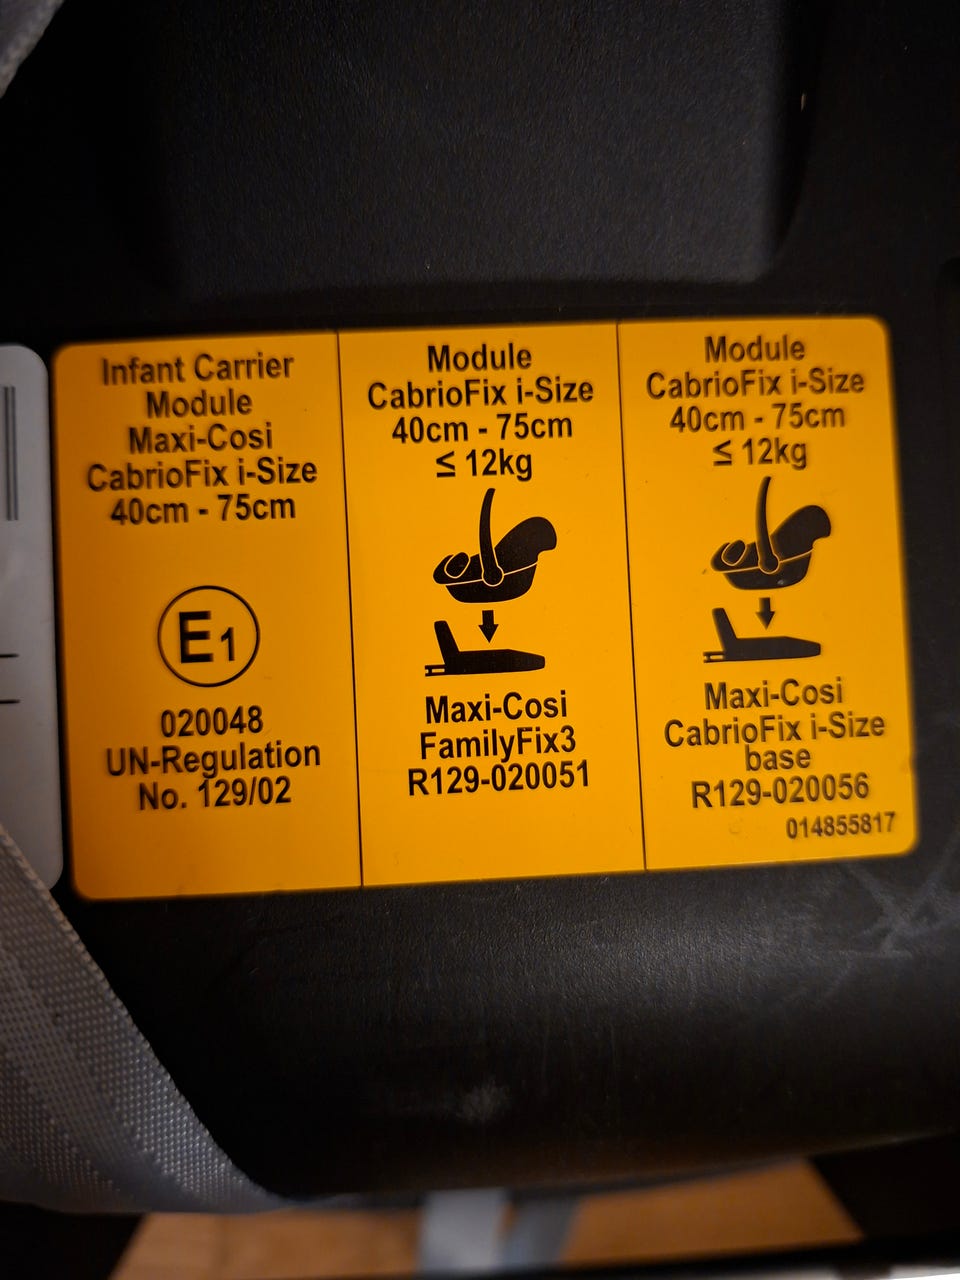 Infant Carrier
Module
Maxi-Cosi
CabrioFix i-Size
40cm - 75cm
E1
020048
UN-Regulation
No. 129/02
Module
CabrioFix i-Size
40cm - 75cm
≤ 12kg
Maxi-Cosi
FamilyFix3
R129-020051
Module
CabrioFix i-Size
40cm - 75cm
≤ 12kg
Maxi-Cosi
CabrioFix i-Size
base
R129-020056
014855817